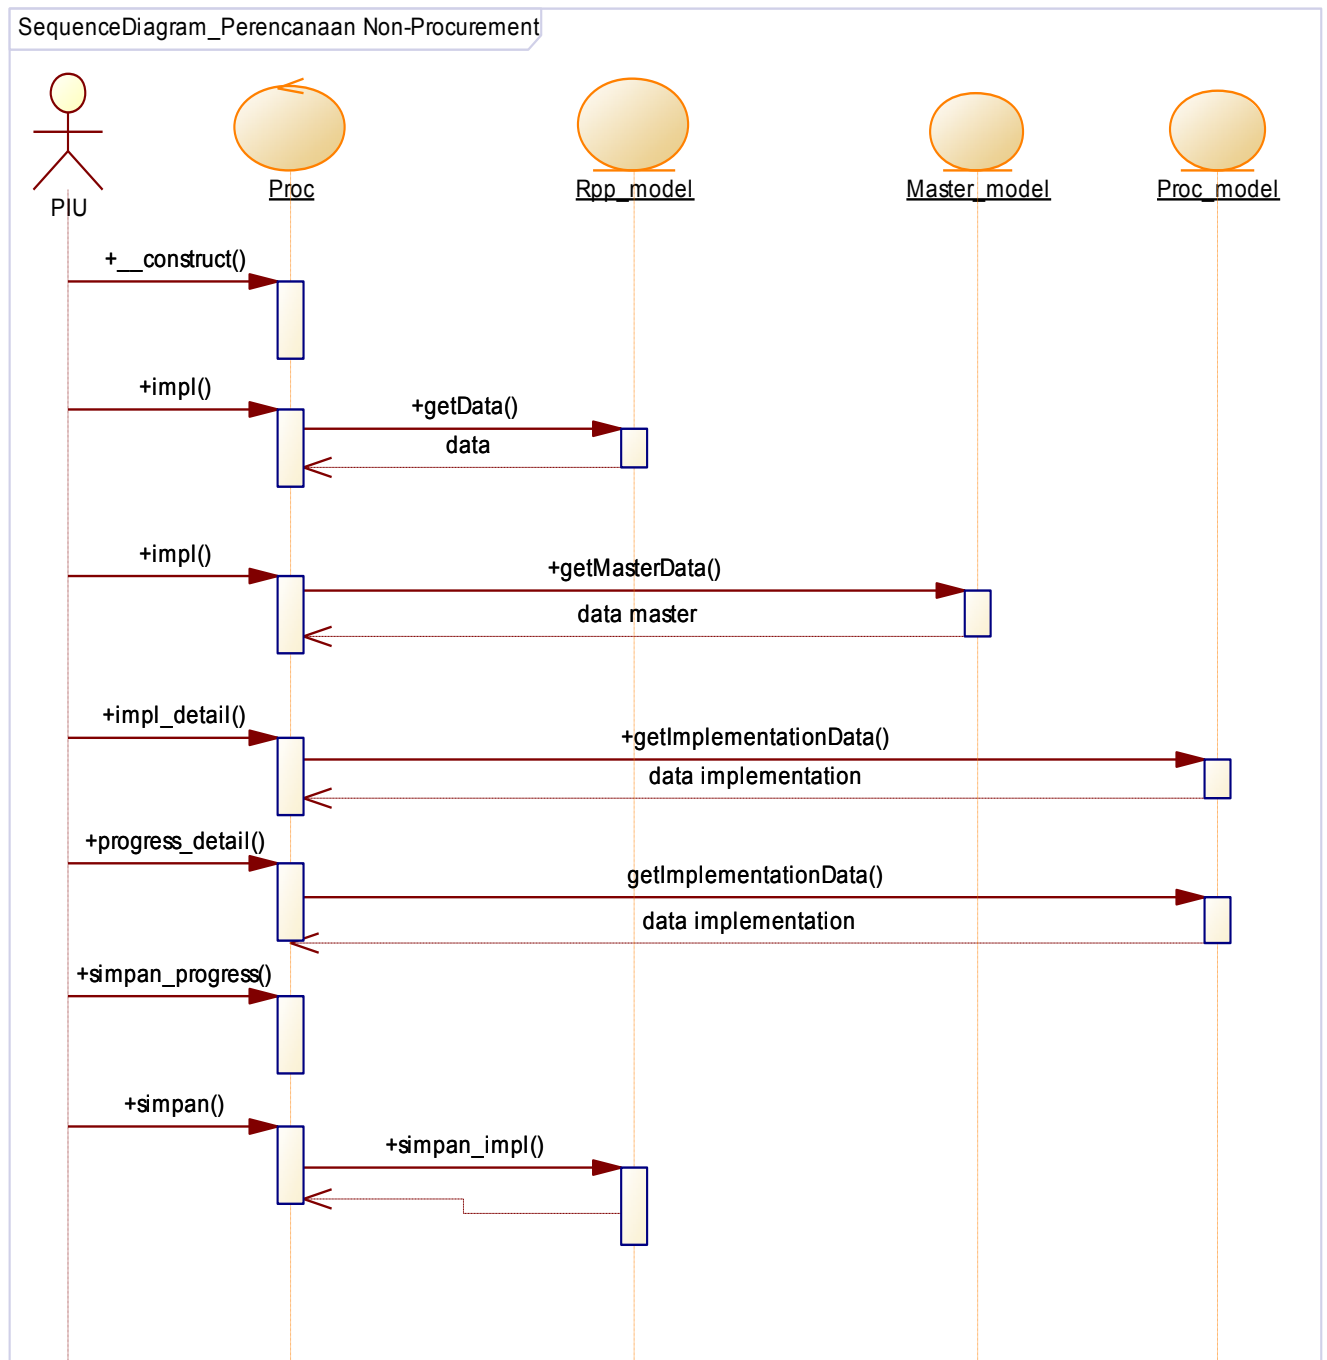 SequenceDiagram_Perencanaan Non-Procurement
PIU
Proc
Rpp_model
Master_model
Proc_model
+__construct()
+impl()
+getData()
data
+impl()
+getMasterData()
data master
+impl_detail()
+getImplementationData()
data implementation
+progress_detail()
getImplementationData()
data implementation
+simpan_progress()
+simpan()
+simpan_impl()